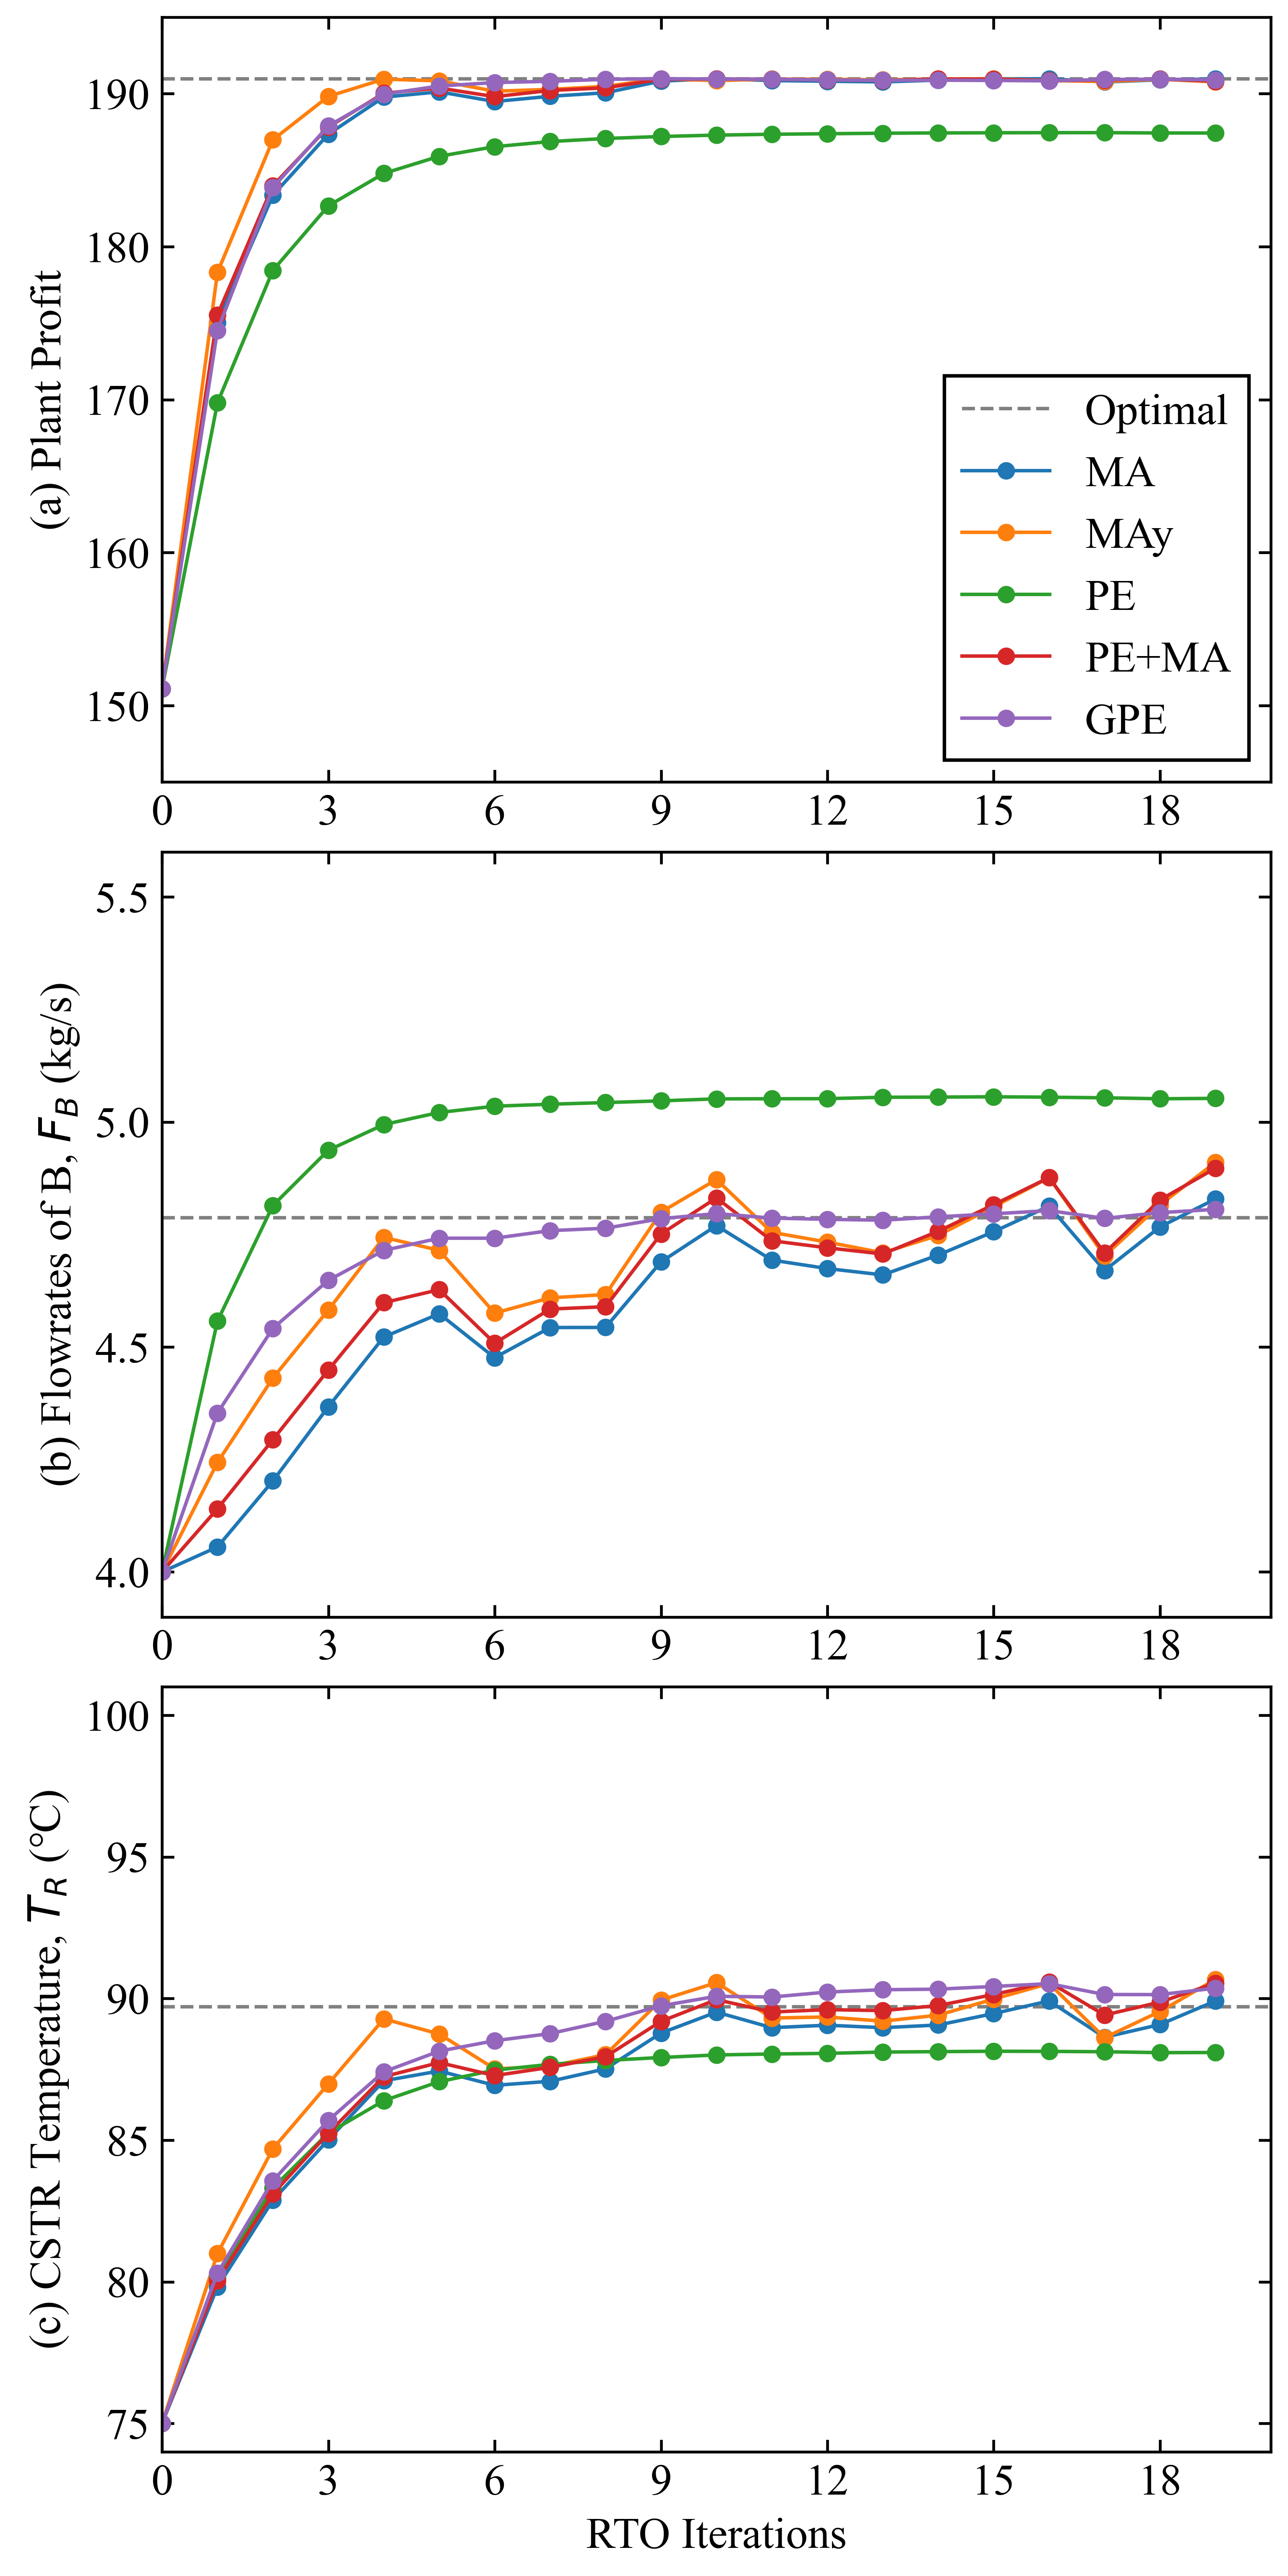 (a) Plant Profit
190
180
170
160
150
Optimal
MA
MAy
PE
PE+MA
GPE
0 3 6 9 12 15 18
(b) Flowrates of B, F_B (kg/s)
5.5
5.0
4.5
4.0
0 3 6 9 12 15 18
(c) CSTR Temperature, T_R (°C)
100
95
90
85
80
75
0 3 6 9 12 15 18
RTO Iterations